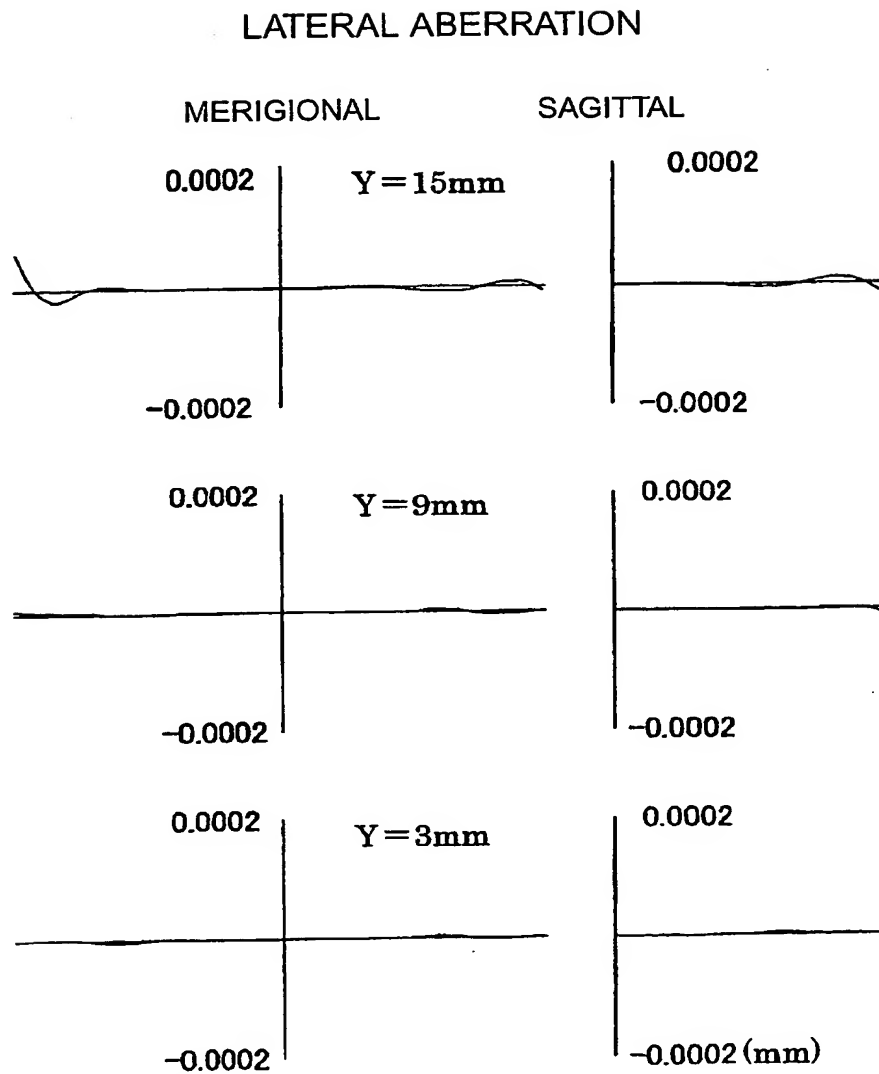 LATERAL ABERRATION
MERIGIONAL SAGITTAL
0.0002 Y=15mm 0.0002
−0.0002 −0.0002
0.0002 Y=9mm 0.0002
−0.0002 −0.0002
0.0002 Y=3mm 0.0002
−0.0002 −0.0002(mm)